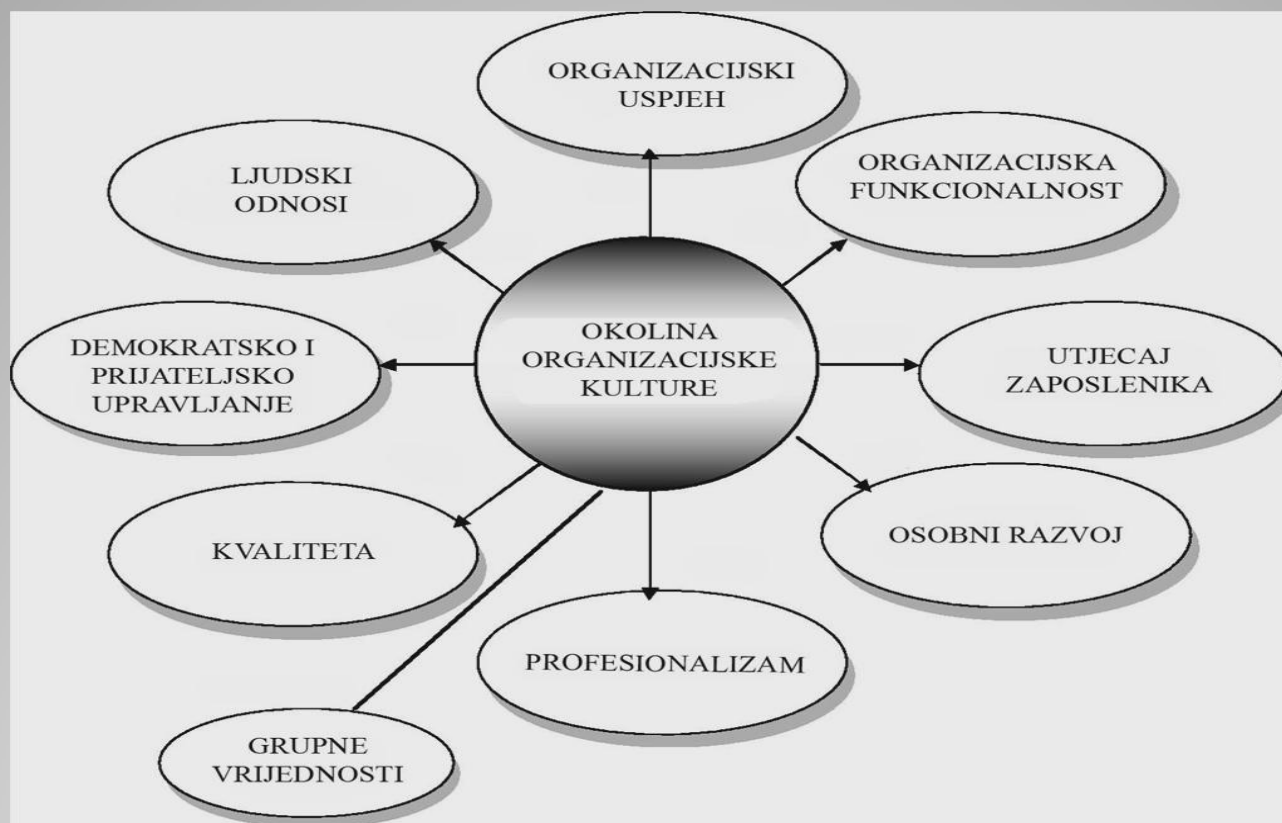 ORGANIZACIJSKI
USPJEH
ORGANIZACIJSKA
FUNKCIONALNOST
LJUDSKI
ODNOSI
OKOLINA
ORGANIZACIJSKE
KULTURE
DEMOKRATSKO I
PRIJATELJSKO
UPRAVLJANJE
UTJECAJ
ZAPOSLENIKA
KVALITETA
OSOBNI RAZVOJ
PROFESIONALIZAM
GRUPNE
VRIJEDNOSTI